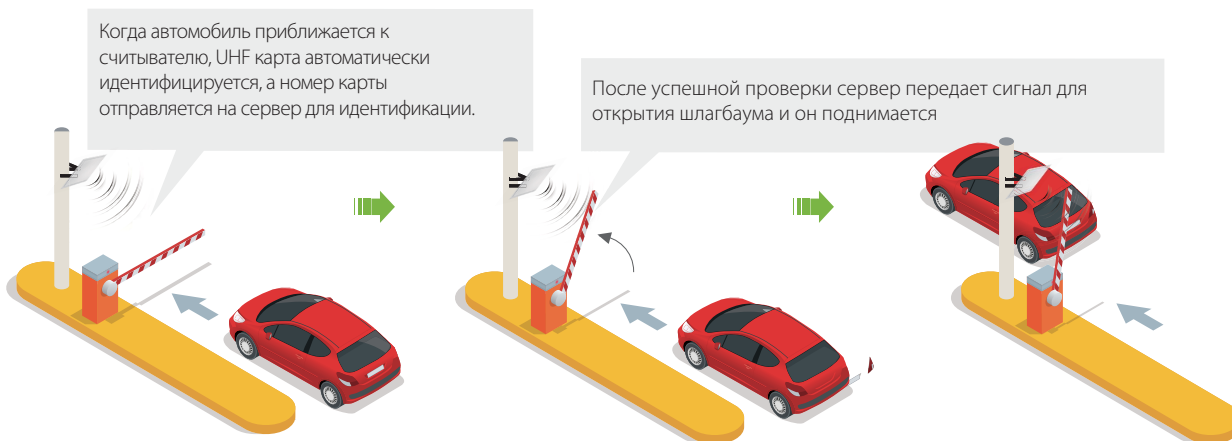 Когда автомобиль приближается к
считывателю, UHF карта автоматически
идентифицируется, а номер карты
отправляется на сервер для идентификации.
После успешной проверки сервер передает сигнал для
открытия шлагбаума и он поднимается